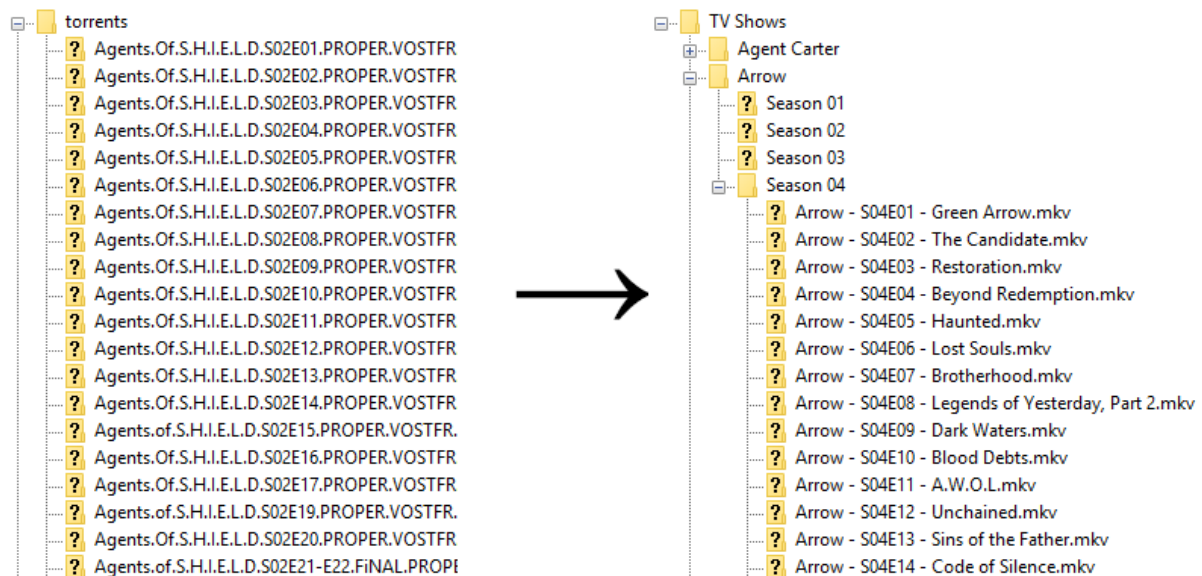 torrents
Agents.Of.S.H.I.E.L.D.S02E01.PROPER.VOSTFR
Agents.Of.S.H.I.E.L.D.S02E02.PROPER.VOSTFR
Agents.Of.S.H.I.E.L.D.S02E03.PROPER.VOSTFR
Agents.Of.S.H.I.E.L.D.S02E04.PROPER.VOSTFR
Agents.Of.S.H.I.E.L.D.S02E05.PROPER.VOSTFR
Agents.Of.S.H.I.E.L.D.S02E06.PROPER.VOSTFR
Agents.Of.S.H.I.E.L.D.S02E07.PROPER.VOSTFR
Agents.Of.S.H.I.E.L.D.S02E08.PROPER.VOSTFR
Agents.Of.S.H.I.E.L.D.S02E09.PROPER.VOSTFR
Agents.Of.S.H.I.E.L.D.S02E10.PROPER.VOSTFR
Agents.Of.S.H.I.E.L.D.S02E11.PROPER.VOSTFR
Agents.Of.S.H.I.E.L.D.S02E12.PROPER.VOSTFR
Agents.Of.S.H.I.E.L.D.S02E13.PROPER.VOSTFR
Agents.Of.S.H.I.E.L.D.S02E14.PROPER.VOSTFR
Agents.of.S.H.I.E.L.D.S02E15.PROPER.VOSTFR.
Agents.Of.S.H.I.E.L.D.S02E16.PROPER.VOSTFR
Agents.Of.S.H.I.E.L.D.S02E17.PROPER.VOSTFR
Agents.of.S.H.I.E.L.D.S02E19.PROPER.VOSTFR.
Agents.Of.S.H.I.E.L.D.S02E20.PROPER.VOSTFR
Agents.of.S.H.I.E.L.D.S02E21-E22.FiNAL.PROPE
TV Shows
Agent Carter
Arrow
Season 01
Season 02
Season 03
Season 04
Arrow - S04E01 - Green Arrow.mkv
Arrow - S04E02 - The Candidate.mkv
Arrow - S04E03 - Restoration.mkv
Arrow - S04E04 - Beyond Redemption.mkv
Arrow - S04E05 - Haunted.mkv
Arrow - S04E06 - Lost Souls.mkv
Arrow - S04E07 - Brotherhood.mkv
Arrow - S04E08 - Legends of Yesterday, Part 2.mkv
Arrow - S04E09 - Dark Waters.mkv
Arrow - S04E10 - Blood Debts.mkv
Arrow - S04E11 - A.W.O.L.mkv
Arrow - S04E12 - Unchained.mkv
Arrow - S04E13 - Sins of the Father.mkv
Arrow - S04E14 - Code of Silence.mkv